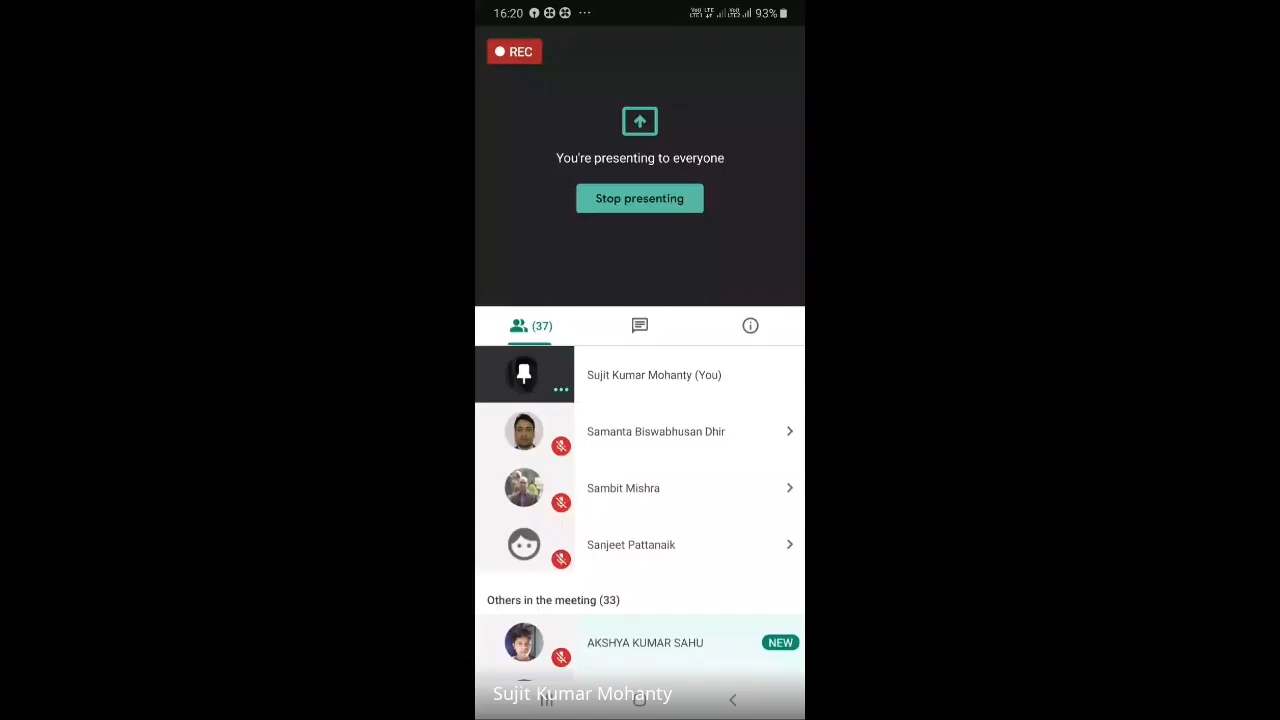 16:20 ... 93%
REC
You're presenting to everyone
Stop presenting
(37)
Sujit Kumar Mohanty (You)
Samanta Biswabhusan Dhir
Sambit Mishra
Sanjeet Pattanaik
Others in the meeting (33)
AKSHYA KUMAR SAHU NEW
Sujit Kumar Mohanty